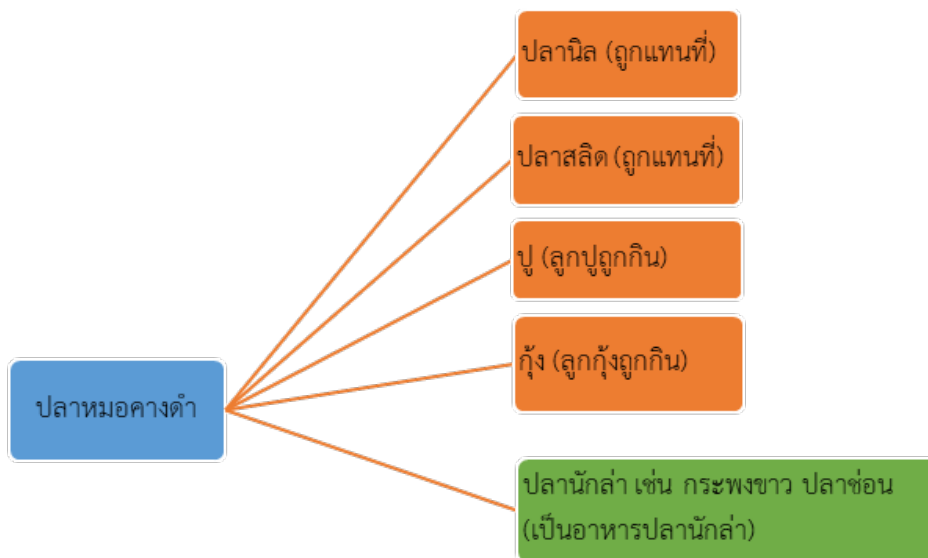 ปลานิล (ถูกแทนที่)
ปลาสลิด (ถูกแทนที่)
ปู (ลูกปูถูกกิน)
กุ้ง (ลูกกุ้งถูกกิน)
ปลาหมอคางดำ
ปลานักล่า เช่น กระพงขาว ปลาช่อน
(เป็นอาหารปลานักล่า)